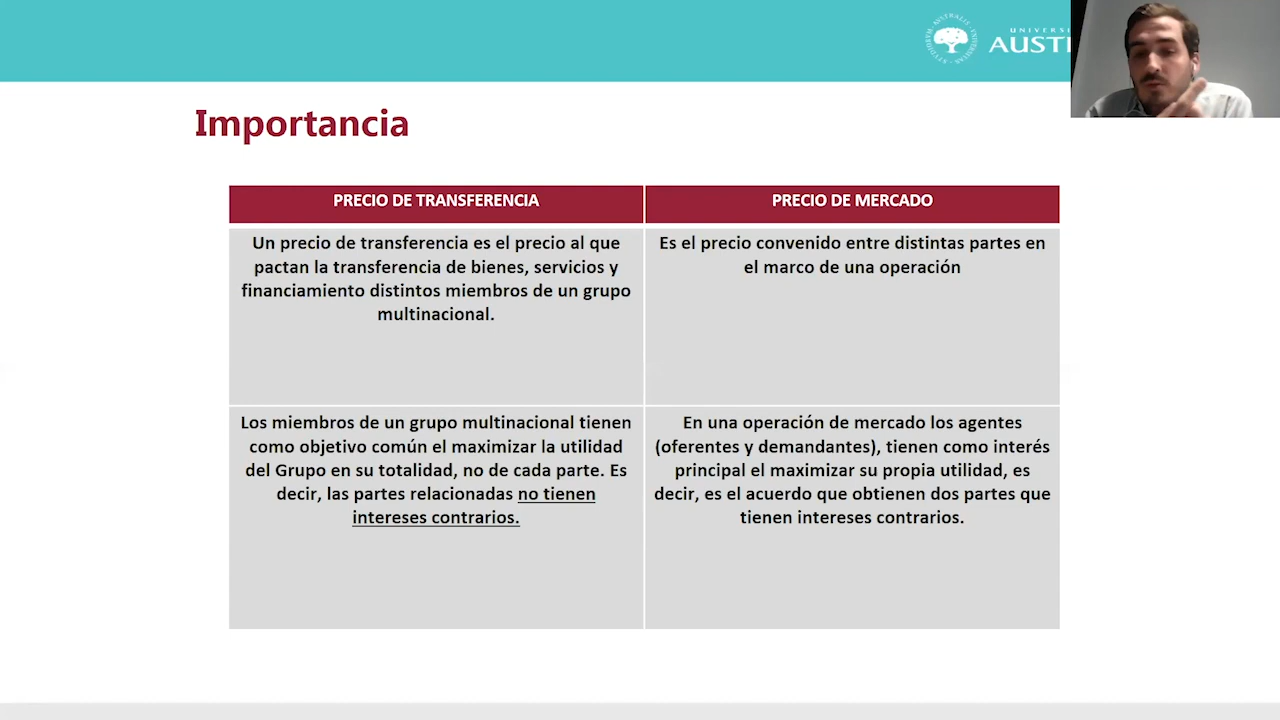 UNIVERSI
AUST
STUDIORUM AUSTRALIS UNIVERSITAS
Importancia
PRECIO DE TRANSFERENCIA
PRECIO DE MERCADO
Un precio de transferencia es el precio al que
pactan la transferencia de bienes, servicios y
financiamiento distintos miembros de un grupo
multinacional.
Es el precio convenido entre distintas partes en
el marco de una operación
Los miembros de un grupo multinacional tienen
como objetivo común el maximizar la utilidad
del Grupo en su totalidad, no de cada parte. Es
decir, las partes relacionadas no tienen
intereses contrarios.
En una operación de mercado los agentes
(oferentes y demandantes), tienen como interés
principal el maximizar su propia utilidad, es
decir, es el acuerdo que obtienen dos partes que
tienen intereses contrarios.